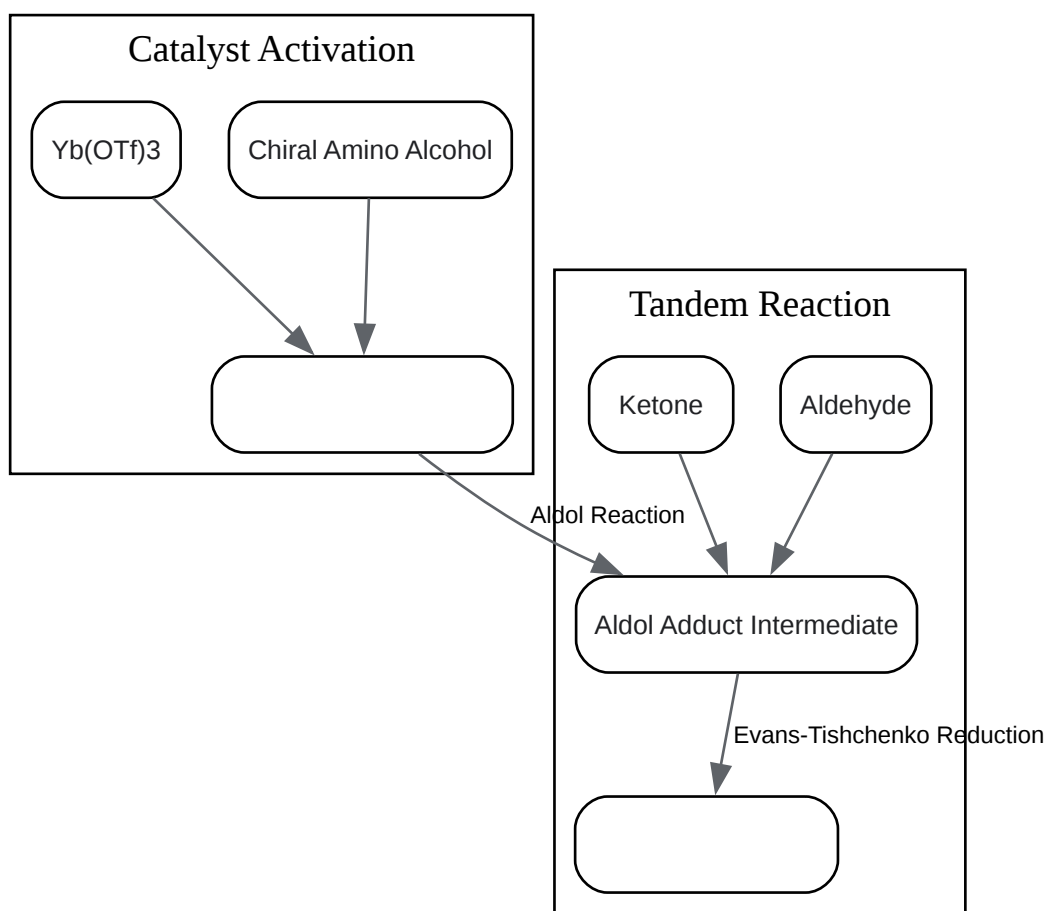 Catalyst Activation
Yb(OTf)3
Chiral Amino Alcohol
Tandem Reaction
Ketone
Aldehyde
Aldol Reaction
Aldol Adduct Intermediate
Evans-Tishchenko Reduction